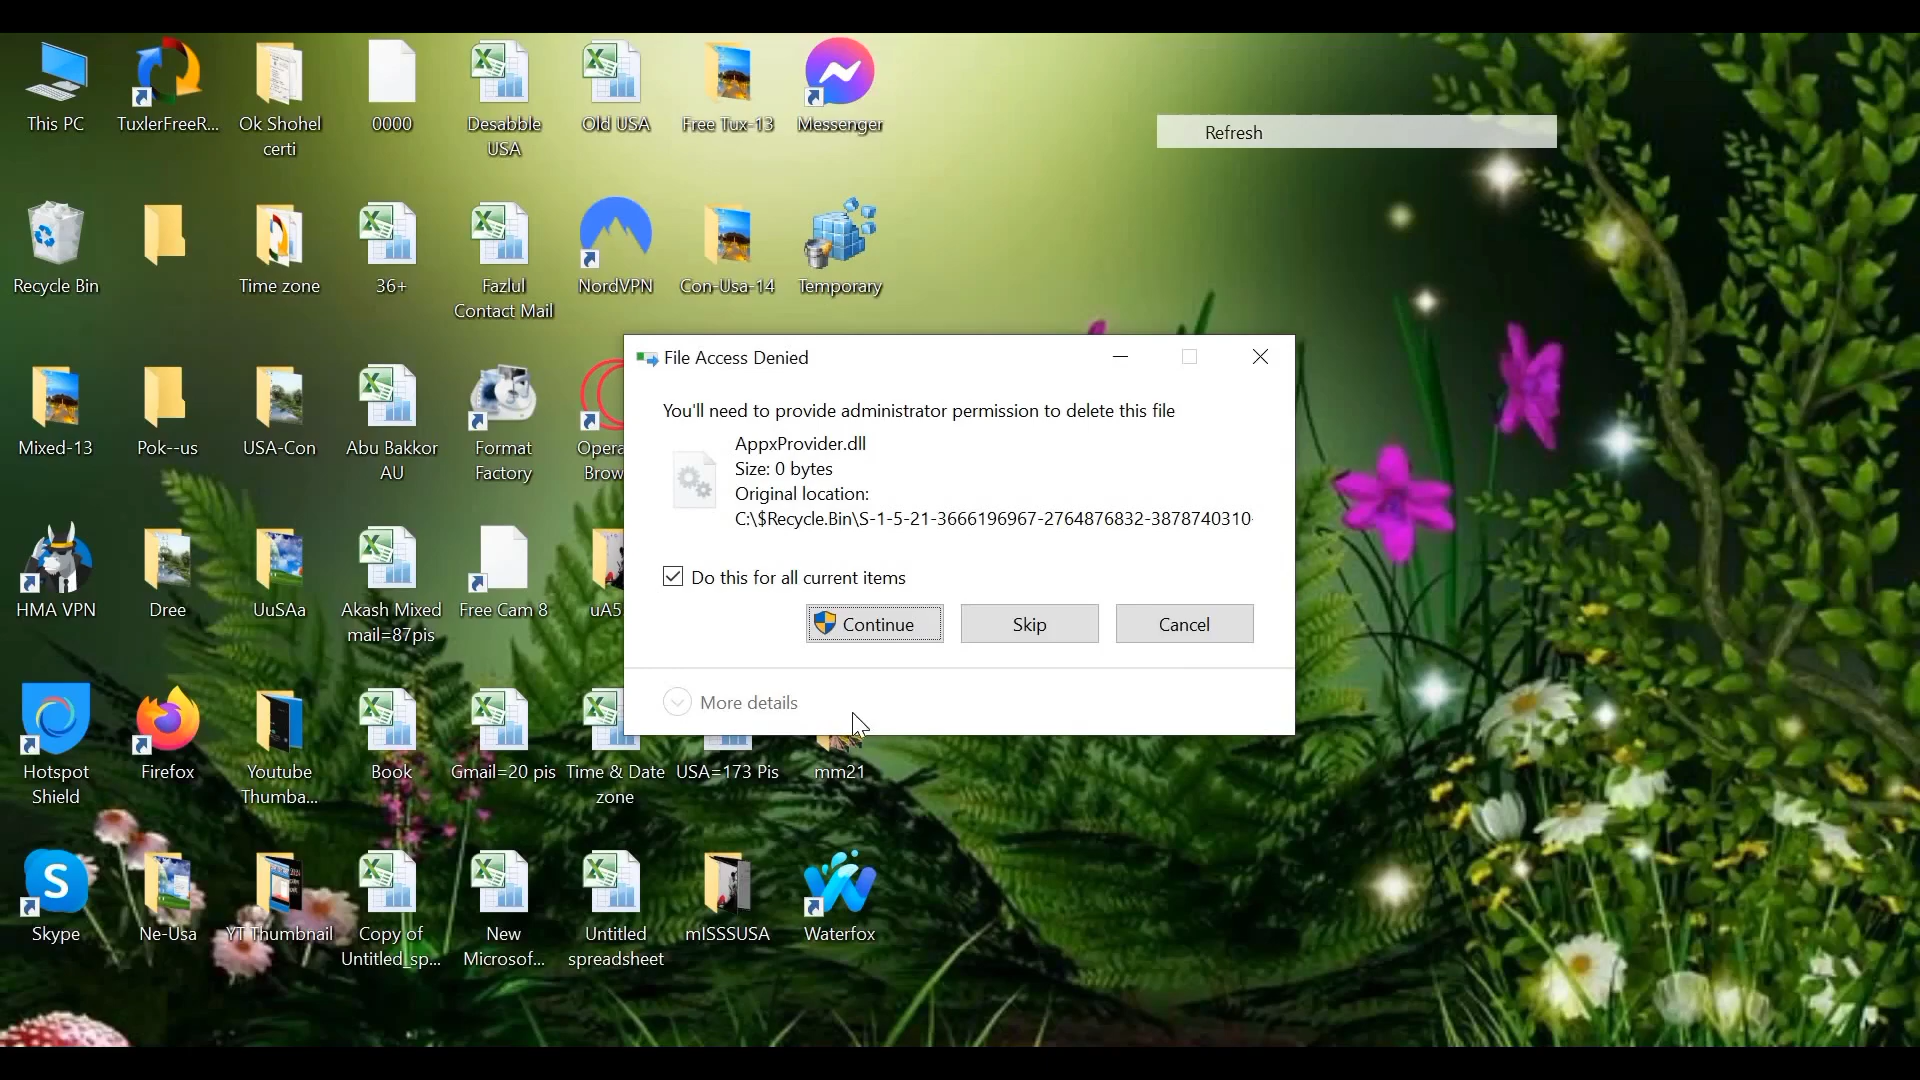 This PC
TuxlerFreeR...
Ok Shohel
certi
0000
Desabble
USA
Old USA
Free Tux-13
Messenger
Refresh
Recycle Bin
Time zone
36+
Fazlul
Contact Mail
NordVPN
Con-Usa-14
Temporary
File Access Denied
You'll need to provide administrator permission to delete this file
AppxProvider.dll
Size: 0 bytes
Original location:
C:\$Recycle.Bin\S-1-5-21-3666196967-2764876832-3878740310-
Do this for all current items
Continue
Skip
Cancel
More details
Mixed-13
Pok--us
USA-Con
Abu Bakkor
AU
Format
Factory
Opera
Brow
HMA VPN
Dree
UuSAa
Akash Mixed
mail=87pis
Free Cam 8
uA5
Hotspot
Shield
Firefox
Youtube
Thumba...
Book
Gmail=20 pis
Time & Date
zone
USA=173 Pis
mm21
Skype
Ne-Usa
YT Thumbnail
Copy of
Untitled_sp...
New
Microsof...
Untitled
spreadsheet
mISSSUSA
Waterfox